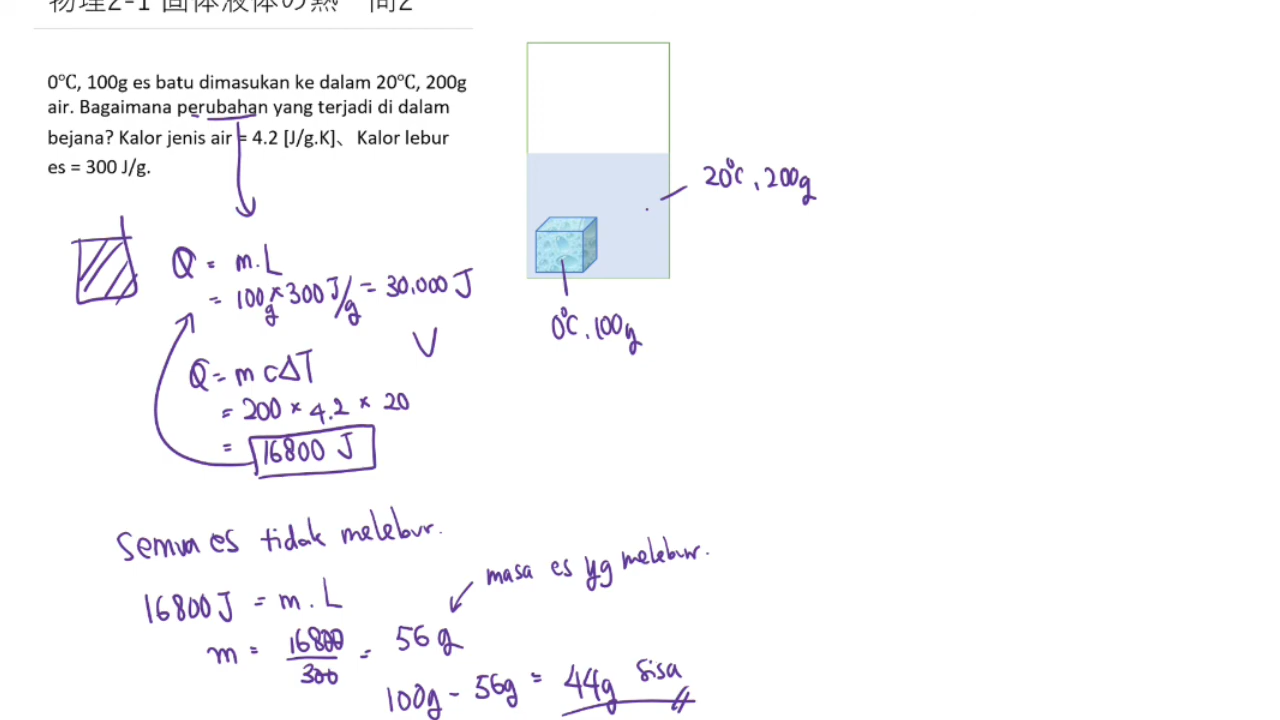 物理2-1 固体液体の熱 問2
0℃, 100g es batu dimasukan ke dalam 20℃, 200g
air. Bagaimana perubahan yang terjadi di dalam
bejana? Kalor jenis air = 4.2 [J/g.K]、Kalor lebur
es = 300 J/g.
20°C, 200g
0°C, 100g
Q = m.L
= 100g × 300 J/g = 30.000 J
Q = m c ΔT
= 200 × 4.2 × 20
= 16800 J
Semua es tidak melebur.
masa es yg melebur.
16800 J = m. L
m = 16800/300 = 56 g
100g - 56g = 44g sisa